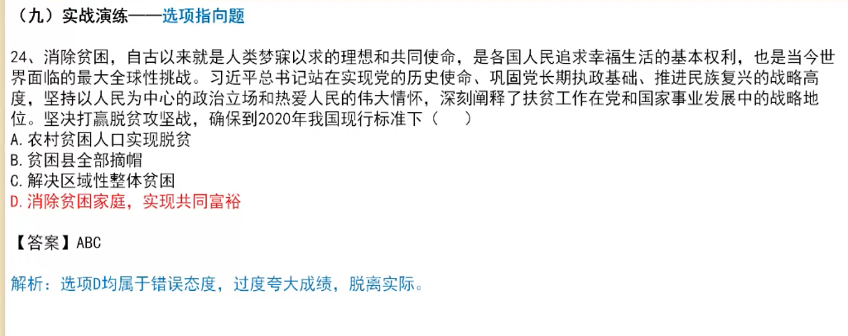 （九）实战演练——选项指向题
24、消除贫困，自古以来就是人类梦寐以求的理想和共同使命，是各国人民追求幸福生活的基本权利，也是当今世
界面临的最大全球性挑战。习近平总书记站在实现党的历史使命、巩固党长期执政基础、推进民族复兴的战略高
度，坚持以人民为中心的政治立场和热爱人民的伟大情怀，深刻阐释了扶贫工作在党和国家事业发展中的战略地
位。坚决打赢脱贫攻坚战，确保到2020年我国现行标准下（ ）
A.农村贫困人口实现脱贫
B.贫困县全部摘帽
C.解决区域性整体贫困
D.消除贫困家庭，实现共同富裕
【答案】ABC
解析：选项D均属于错误态度，过度夸大成绩，脱离实际。